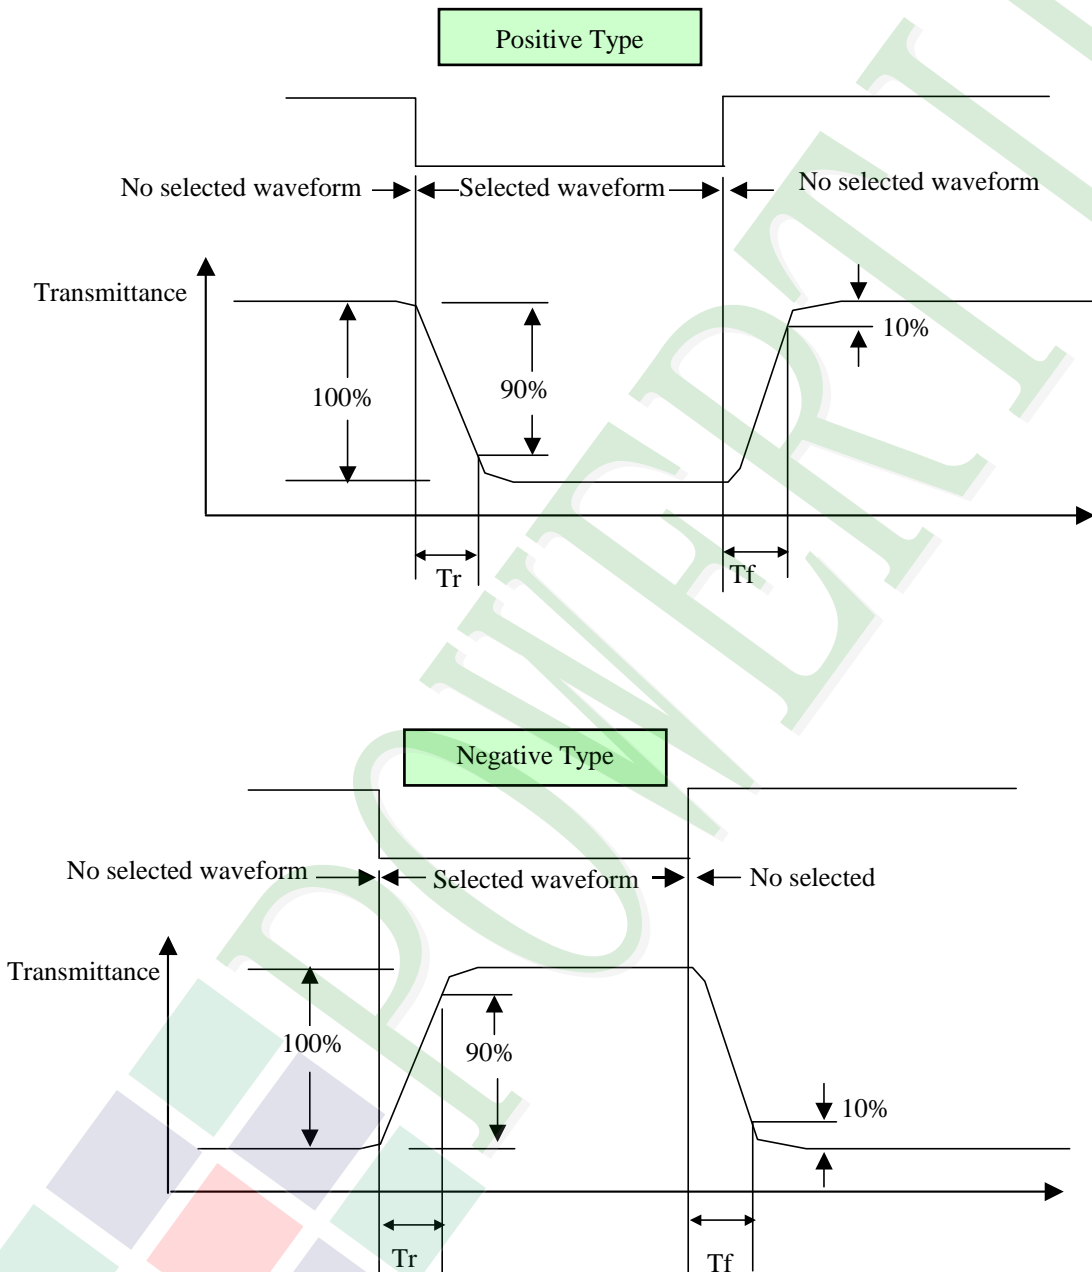 Positive Type
No selected waveform
Selected waveform
No selected waveform
Transmittance
10%
100%
90%
Tr
Tf
Negative Type
No selected waveform
Selected waveform
No selected
Transmittance
100%
90%
10%
Tr
Tf
POWERTI